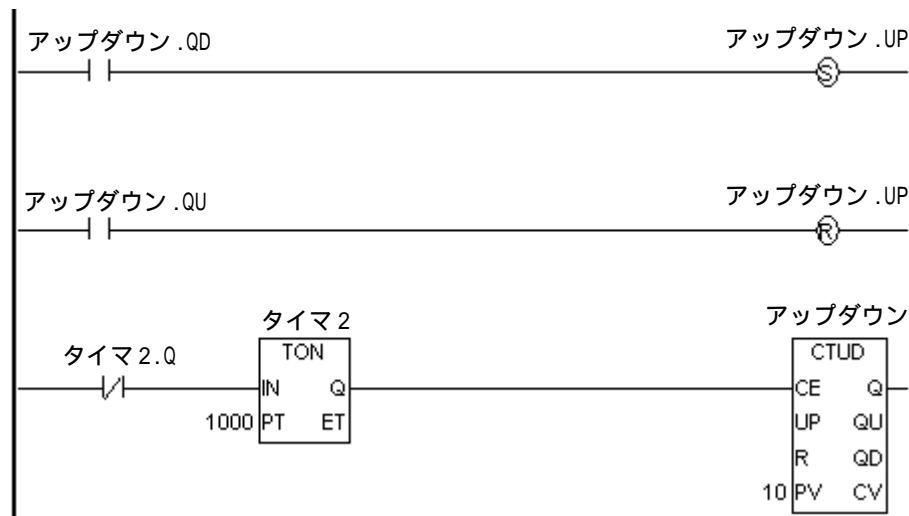 アップダウン.QD アップダウン.UP
S
アップダウン.QU アップダウン.UP
R
タイマ2 アップダウン
タイマ2.Q TON CTUD
IN Q CE Q
1000 PT ET UP QU
R QD
10 PV CV